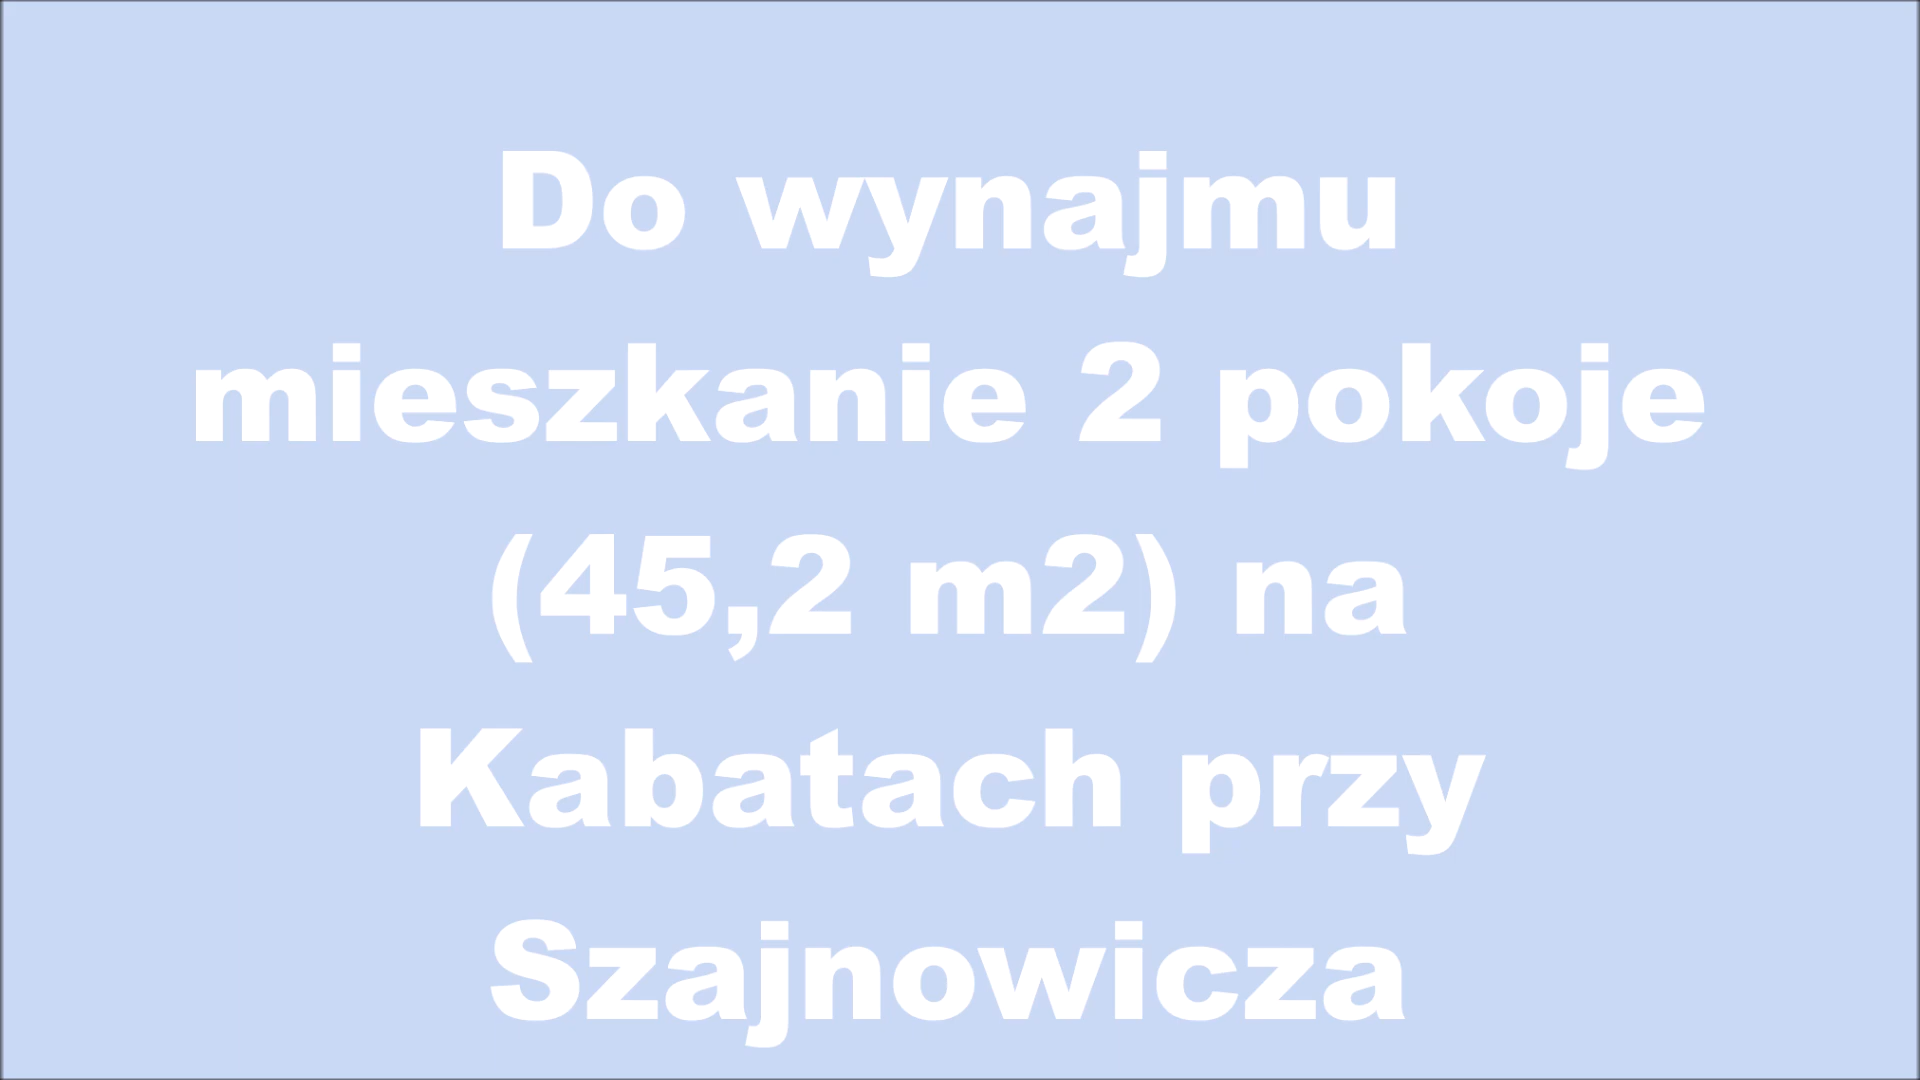 Do wynajmu
mieszkanie 2 pokoje
(45,2 m2) na
Kabatach przy
Szajnowicza